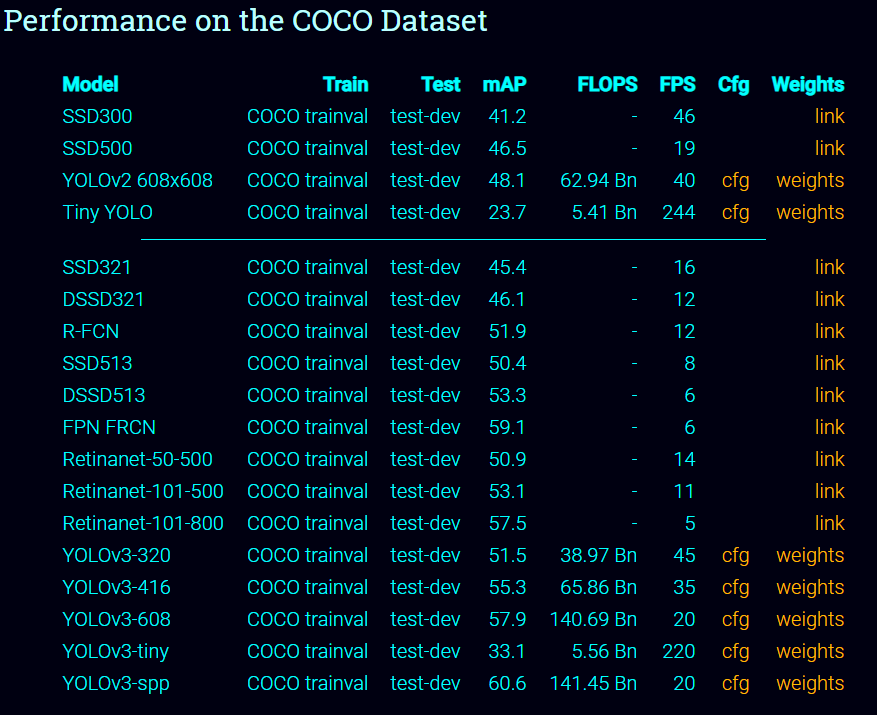 Performance on the COCO Dataset
Model Train Test mAP FLOPS FPS Cfg Weights
SSD300 COCO trainval test-dev 41.2 - 46 link
SSD500 COCO trainval test-dev 46.5 - 19 link
YOLOv2 608x608 COCO trainval test-dev 48.1 62.94 Bn 40 cfg weights
Tiny YOLO COCO trainval test-dev 23.7 5.41 Bn 244 cfg weights
SSD321 COCO trainval test-dev 45.4 - 16 link
DSSD321 COCO trainval test-dev 46.1 - 12 link
R-FCN COCO trainval test-dev 51.9 - 12 link
SSD513 COCO trainval test-dev 50.4 - 8 link
DSSD513 COCO trainval test-dev 53.3 - 6 link
FPN FRCN COCO trainval test-dev 59.1 - 6 link
Retinanet-50-500 COCO trainval test-dev 50.9 - 14 link
Retinanet-101-500 COCO trainval test-dev 53.1 - 11 link
Retinanet-101-800 COCO trainval test-dev 57.5 - 5 link
YOLOv3-320 COCO trainval test-dev 51.5 38.97 Bn 45 cfg weights
YOLOv3-416 COCO trainval test-dev 55.3 65.86 Bn 35 cfg weights
YOLOv3-608 COCO trainval test-dev 57.9 140.69 Bn 20 cfg weights
YOLOv3-tiny COCO trainval test-dev 33.1 5.56 Bn 220 cfg weights
YOLOv3-spp COCO trainval test-dev 60.6 141.45 Bn 20 cfg weights